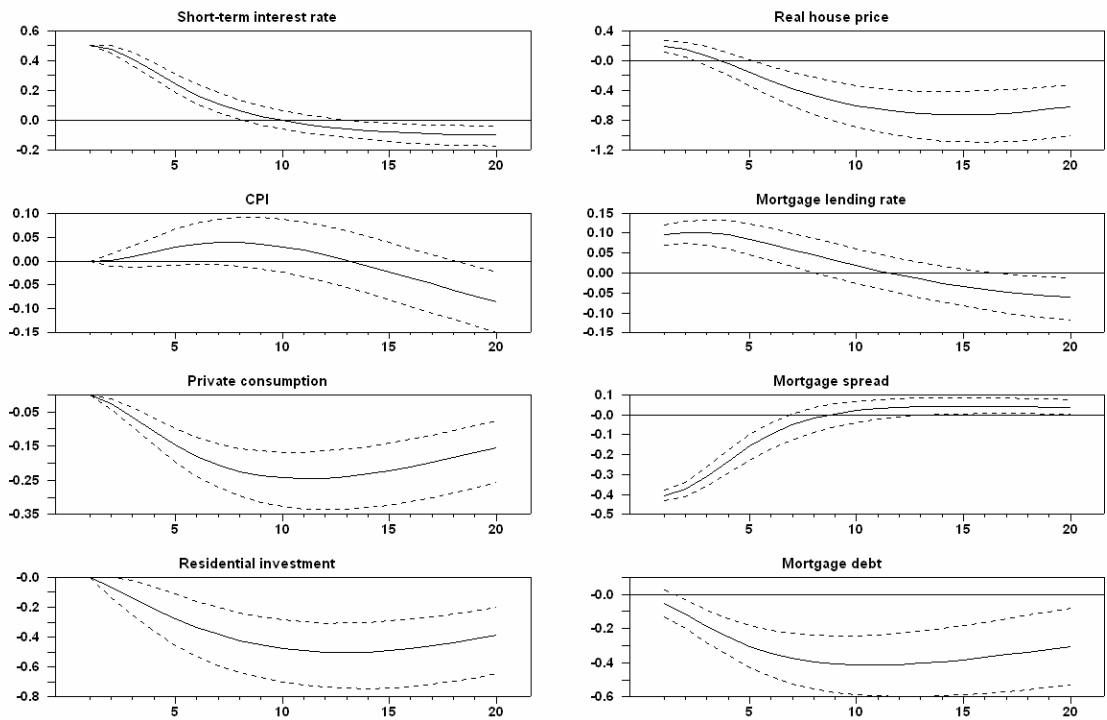 Short-term interest rate
0.6
0.4
0.2
0.0
-0.2
5 10 15 20
Real house price
0.4
-0.0
-0.4
-0.8
-1.2
5 10 15 20
CPI
0.10
0.05
0.00
-0.05
-0.10
-0.15
5 10 15 20
Mortgage lending rate
0.15
0.10
0.05
0.00
-0.05
-0.10
-0.15
5 10 15 20
Private consumption
-0.05
-0.15
-0.25
-0.35
5 10 15 20
Mortgage spread
0.1
-0.0
-0.1
-0.2
-0.3
-0.4
-0.5
5 10 15 20
Residential investment
-0.0
-0.2
-0.4
-0.6
-0.8
5 10 15 20
Mortgage debt
-0.0
-0.2
-0.4
-0.6
5 10 15 20